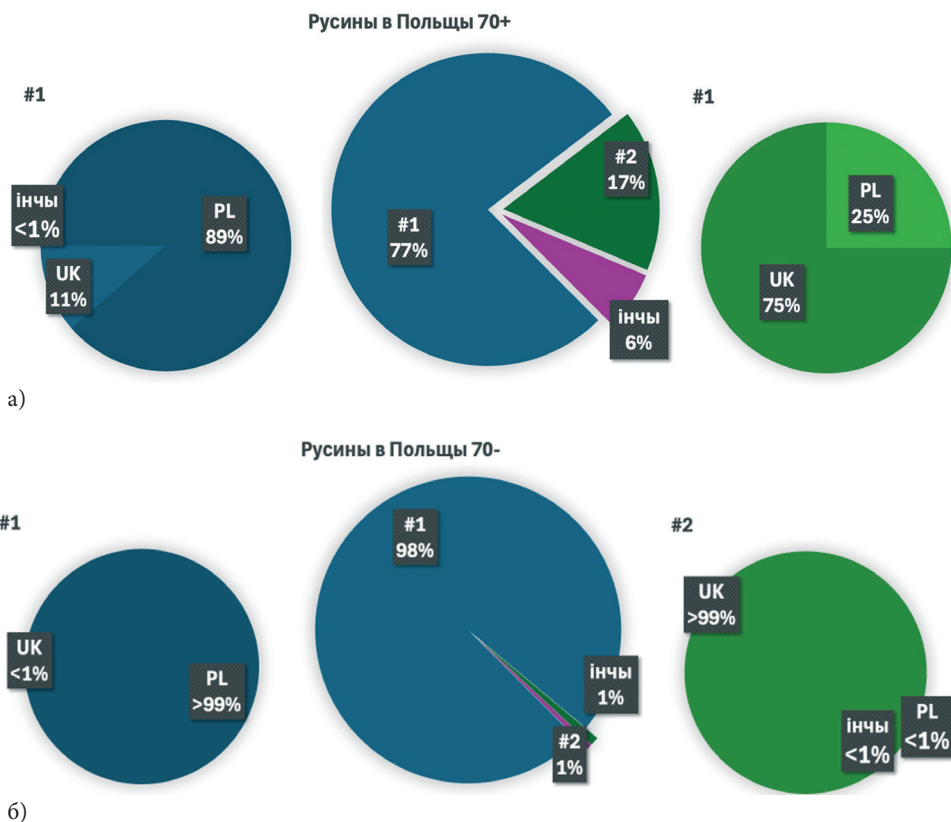 Русины в Польщы 70+
#1
інчы
<1%
PL
89%
UK
11%
#1
77%
#2
17%
інчы
6%
#1
PL
25%
UK
75%
а)
Русины в Польщы 70-
#1
UK
<1%
PL
>99%
#1
98%
інчы
1%
#2
1%
#2
UK
>99%
інчы
<1%
PL
<1%
б)